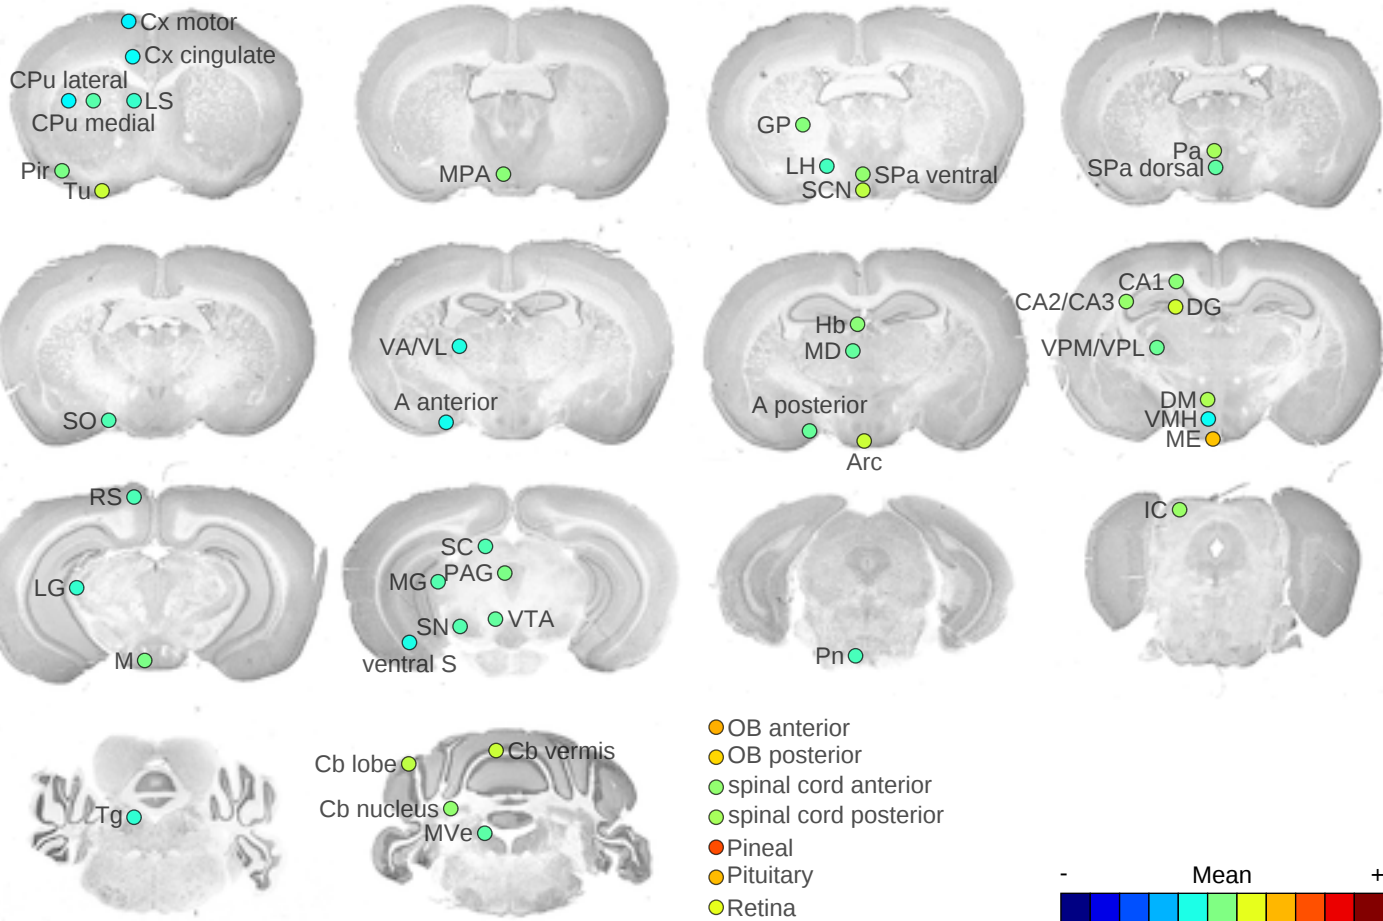 Cx motor
Cx cingulate
CPu lateral
LS
CPu medial
Pir
Tu
MPA
GP
LH
SPa ventral
SCN
Pa
SPa dorsal
SO
VA/VL
A anterior
Hb
MD
A posterior
Arc
CA1
CA2/CA3
DG
VPM/VPL
DM
VMH
ME
RS
LG
M
SC
PAG
MG
VTA
SN
ventral S
Pn
IC
Tg
Cb lobe
Cb vermis
Cb nucleus
MVe
OB anterior
OB posterior
spinal cord anterior
spinal cord posterior
Pineal
Pituitary
Retina
- Mean +